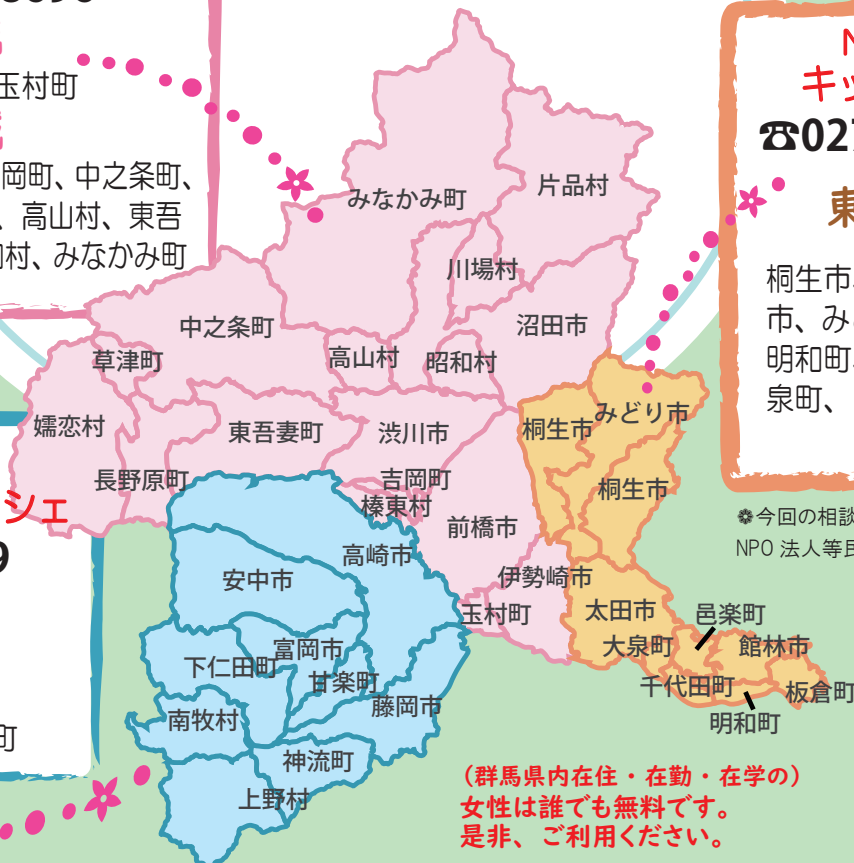 玉村町
岡町、中之条町、
、高山村、東吾
村、みなかみ町
シェ
9
町
キッ
☎027
東
桐生市、
市、み
明和町、
泉町、
❁今回の相談
NPO 法人等民
みなかみ町
片品村
川場村
中之条町
沼田市
草津町
高山村
昭和村
嬬恋村
東吾妻町
渋川市
桐生市
みどり市
長野原町
吉岡町
桐生市
榛東村
前橋市
高崎市
安中市
伊勢崎市
玉村町
太田市
邑楽町
富岡市
大泉町
館林市
下仁田町
甘楽町
千代田町
板倉町
藤岡市
南牧村
明和町
神流町
上野村
（群馬県内在住・在勤・在学の）
女性は誰でも無料です。
是非、ご利用ください。